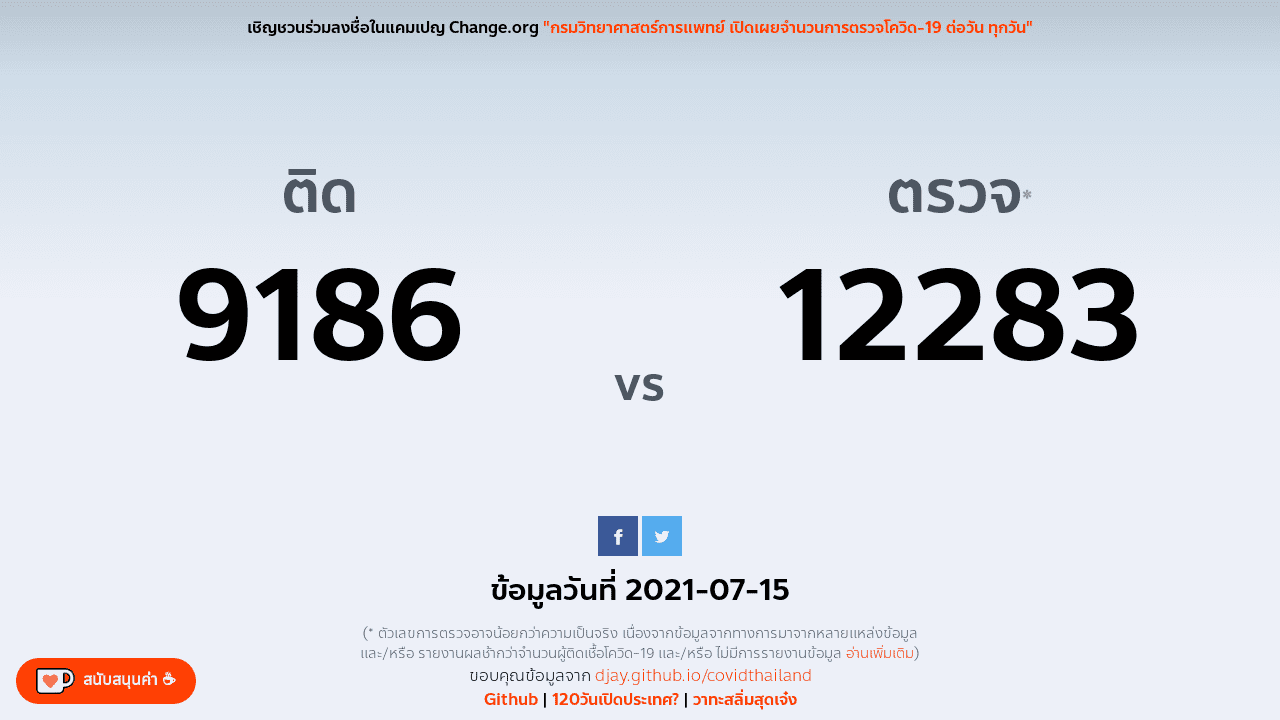 เชิญชวนร่วมลงชื่อในแคมเปญ Change.org "กรมวิทยาศาสตร์การแพทย์ เปิดเผยจำนวนการตรวจโควิด-19 ต่อวัน ทุกวัน"
ติด
9186
vs
ตรวจ*
12283
ข้อมูลวันที่ 2021-07-15
(* ตัวเลขการตรวจอาจน้อยกว่าความเป็นจริง เนื่องจากข้อมูลจากทางการมาจากหลายแหล่งข้อมูล
และ/หรือ รายงานผลช้ากว่าจำนวนผู้ติดเชื้อโควิด-19 และ/หรือ ไม่มีการรายงานข้อมูล อ่านเพิ่มเติม)
ขอบคุณข้อมูลจาก djay.github.io/covidthailand
Github | 120วันเปิดประเทศ? | วาทะสลิ่มสุดเจ๋ง
สนับสนุนค่า ☕